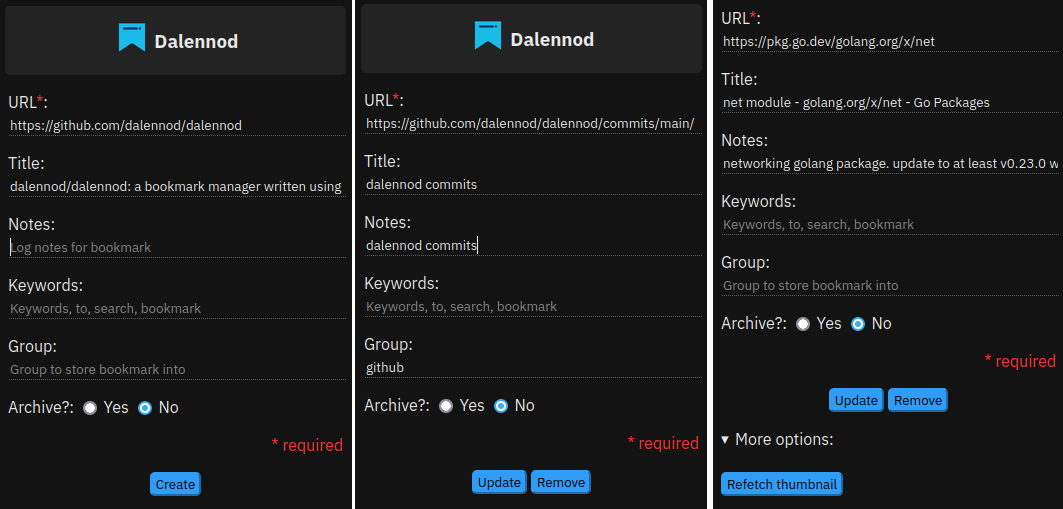 Dalennod
URL*:
https://github.com/dalennod/dalennod
Title:
dalennod/dalennod: a bookmark manager written using
Notes:
Log notes for bookmark
Keywords:
Keywords, to, search, bookmark
Group:
Group to store bookmark into
Archive?: Yes No
* required
Create
Dalennod
URL*:
https://github.com/dalennod/dalennod/commits/main/
Title:
dalennod commits
Notes:
dalennod commits
Keywords:
Keywords, to, search, bookmark
Group:
github
Archive?: Yes No
* required
Update Remove
URL*:
https://pkg.go.dev/golang.org/x/net
Title:
net module - golang.org/x/net - Go Packages
Notes:
networking golang package. update to at least v0.23.0 w
Keywords:
Keywords, to, search, bookmark
Group:
Group to store bookmark into
Archive?: Yes No
* required
Update Remove
▾ More options:
Refetch thumbnail